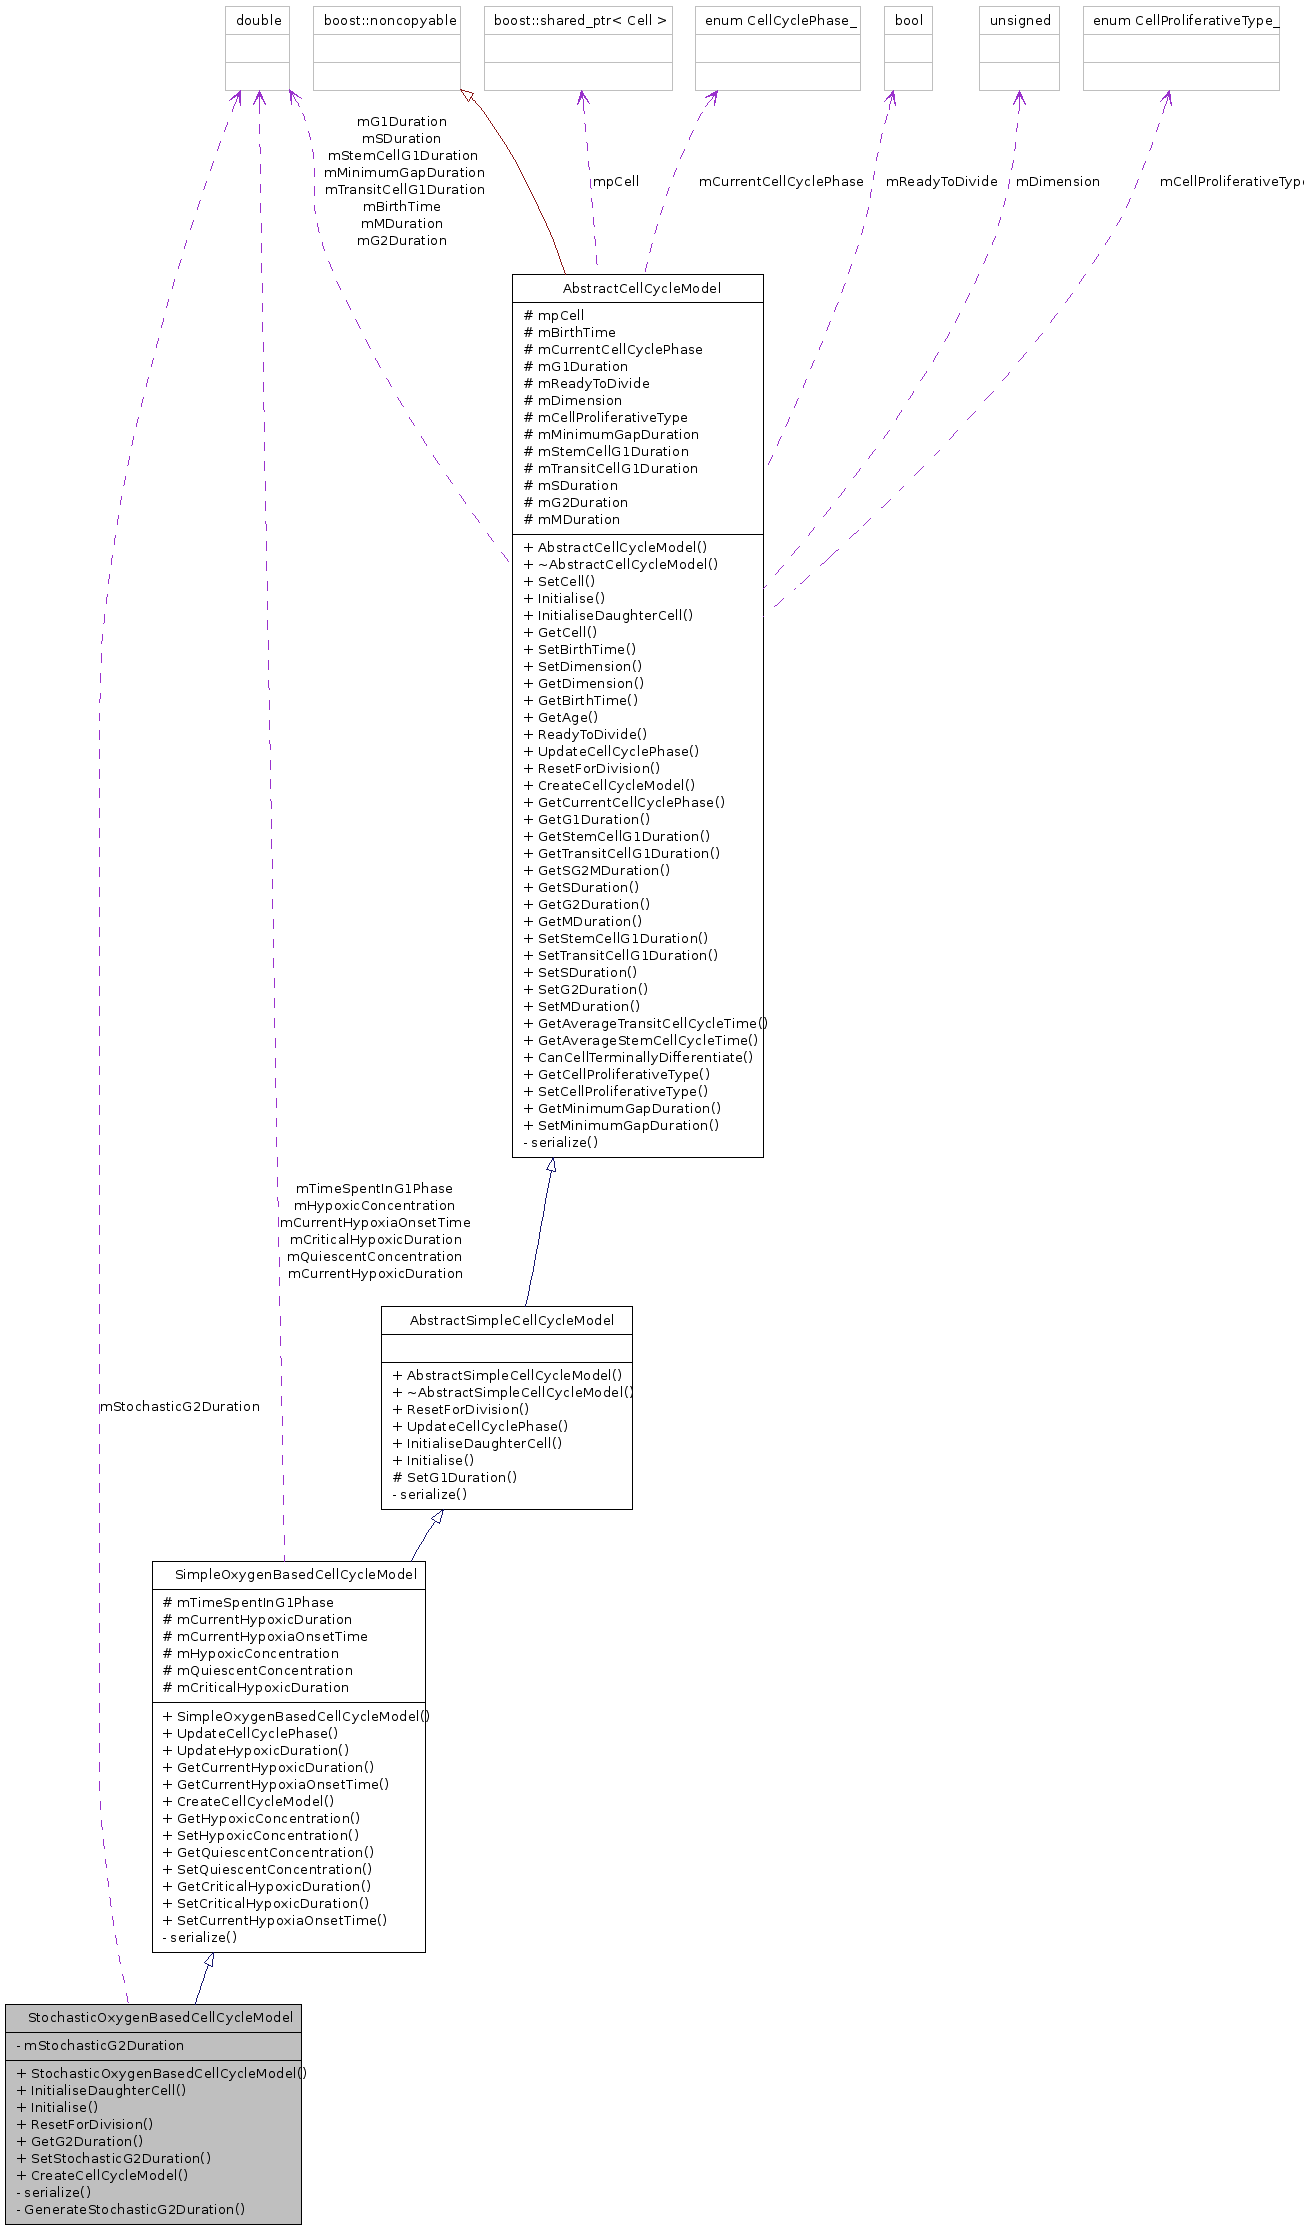 double
boost::noncopyable
boost::shared_ptr< Cell >
enum CellCyclePhase_
bool
unsigned
enum CellProliferativeType_
mG1Duration
mSDuration
mStemCellG1Duration
mMinimumGapDuration
mTransitCellG1Duration
mBirthTime
mMDuration
mG2Duration
mpCell
mCurrentCellCyclePhase
mReadyToDivide
mDimension
mCellProliferativeType
AbstractCellCycleModel
# mpCell
# mBirthTime
# mCurrentCellCyclePhase
# mG1Duration
# mReadyToDivide
# mDimension
# mCellProliferativeType
# mMinimumGapDuration
# mStemCellG1Duration
# mTransitCellG1Duration
# mSDuration
# mG2Duration
# mMDuration
+ AbstractCellCycleModel()
+ ~AbstractCellCycleModel()
+ SetCell()
+ Initialise()
+ InitialiseDaughterCell()
+ GetCell()
+ SetBirthTime()
+ SetDimension()
+ GetDimension()
+ GetBirthTime()
+ GetAge()
+ ReadyToDivide()
+ UpdateCellCyclePhase()
+ ResetForDivision()
+ CreateCellCycleModel()
+ GetCurrentCellCyclePhase()
+ GetG1Duration()
+ GetStemCellG1Duration()
+ GetTransitCellG1Duration()
+ GetSG2MDuration()
+ GetSDuration()
+ GetG2Duration()
+ GetMDuration()
+ SetStemCellG1Duration()
+ SetTransitCellG1Duration()
+ SetSDuration()
+ SetG2Duration()
+ SetMDuration()
+ GetAverageTransitCellCycleTime()
+ GetAverageStemCellCycleTime()
+ CanCellTerminallyDifferentiate()
+ GetCellProliferativeType()
+ SetCellProliferativeType()
+ GetMinimumGapDuration()
+ SetMinimumGapDuration()
- serialize()
mTimeSpentInG1Phase
mHypoxicConcentration
mCurrentHypoxiaOnsetTime
mCriticalHypoxicDuration
mQuiescentConcentration
mCurrentHypoxicDuration
AbstractSimpleCellCycleModel
+ AbstractSimpleCellCycleModel()
+ ~AbstractSimpleCellCycleModel()
+ ResetForDivision()
+ UpdateCellCyclePhase()
+ InitialiseDaughterCell()
+ Initialise()
# SetG1Duration()
- serialize()
mStochasticG2Duration
SimpleOxygenBasedCellCycleModel
# mTimeSpentInG1Phase
# mCurrentHypoxicDuration
# mCurrentHypoxiaOnsetTime
# mHypoxicConcentration
# mQuiescentConcentration
# mCriticalHypoxicDuration
+ SimpleOxygenBasedCellCycleModel()
+ UpdateCellCyclePhase()
+ UpdateHypoxicDuration()
+ GetCurrentHypoxicDuration()
+ GetCurrentHypoxiaOnsetTime()
+ CreateCellCycleModel()
+ GetHypoxicConcentration()
+ SetHypoxicConcentration()
+ GetQuiescentConcentration()
+ SetQuiescentConcentration()
+ GetCriticalHypoxicDuration()
+ SetCriticalHypoxicDuration()
+ SetCurrentHypoxiaOnsetTime()
- serialize()
StochasticOxygenBasedCellCycleModel
- mStochasticG2Duration
+ StochasticOxygenBasedCellCycleModel()
+ InitialiseDaughterCell()
+ Initialise()
+ ResetForDivision()
+ GetG2Duration()
+ SetStochasticG2Duration()
+ CreateCellCycleModel()
- serialize()
- GenerateStochasticG2Duration()